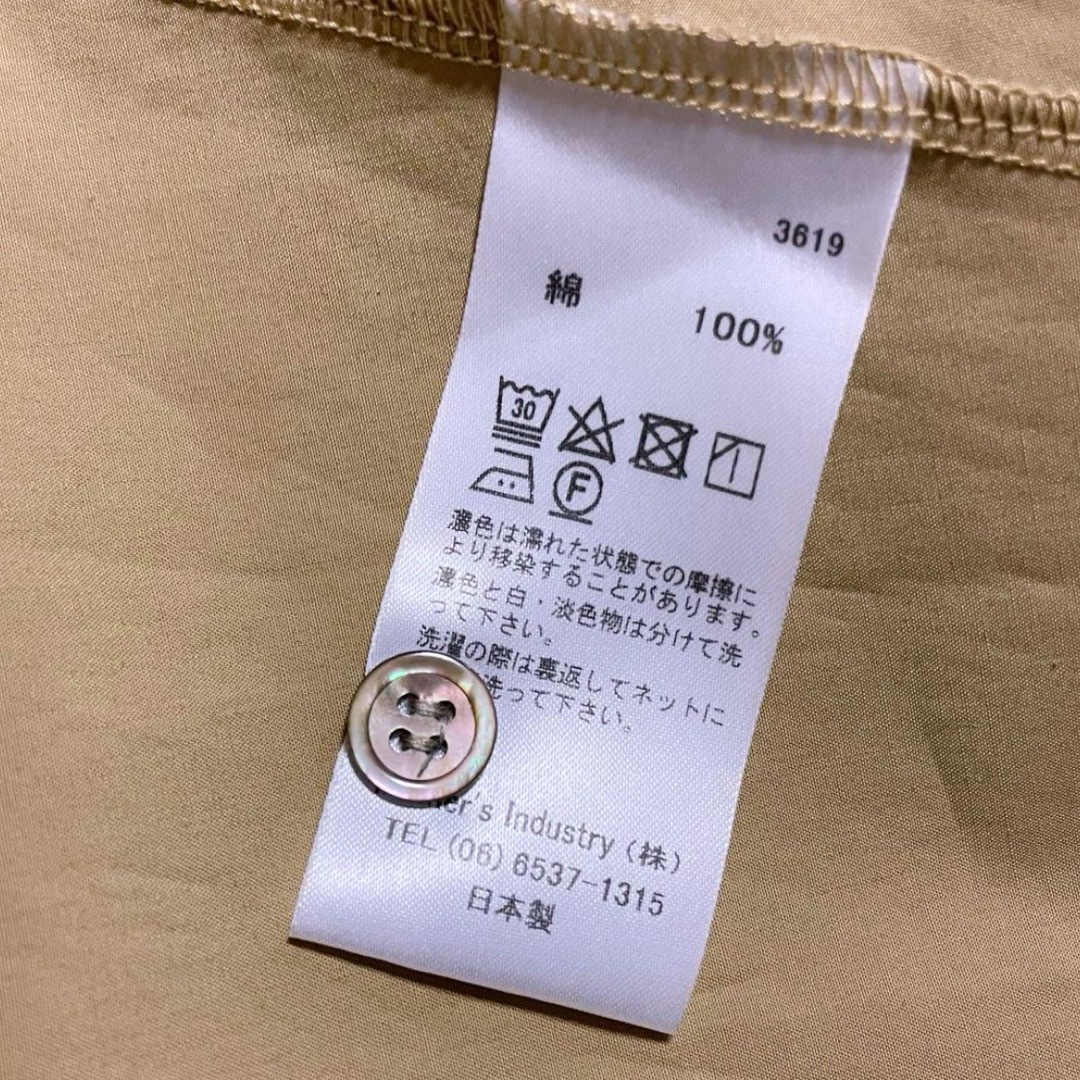 3619
綿 100%
30
F
濃色は濡れた状態での摩擦に
より移染することがあります。
濃色と白・淡色物は分けて洗
って下さい。
洗濯の際は裏返してネットに
洗って下さい。
Industry (株)
TEL (06) 6537-1315
日本製